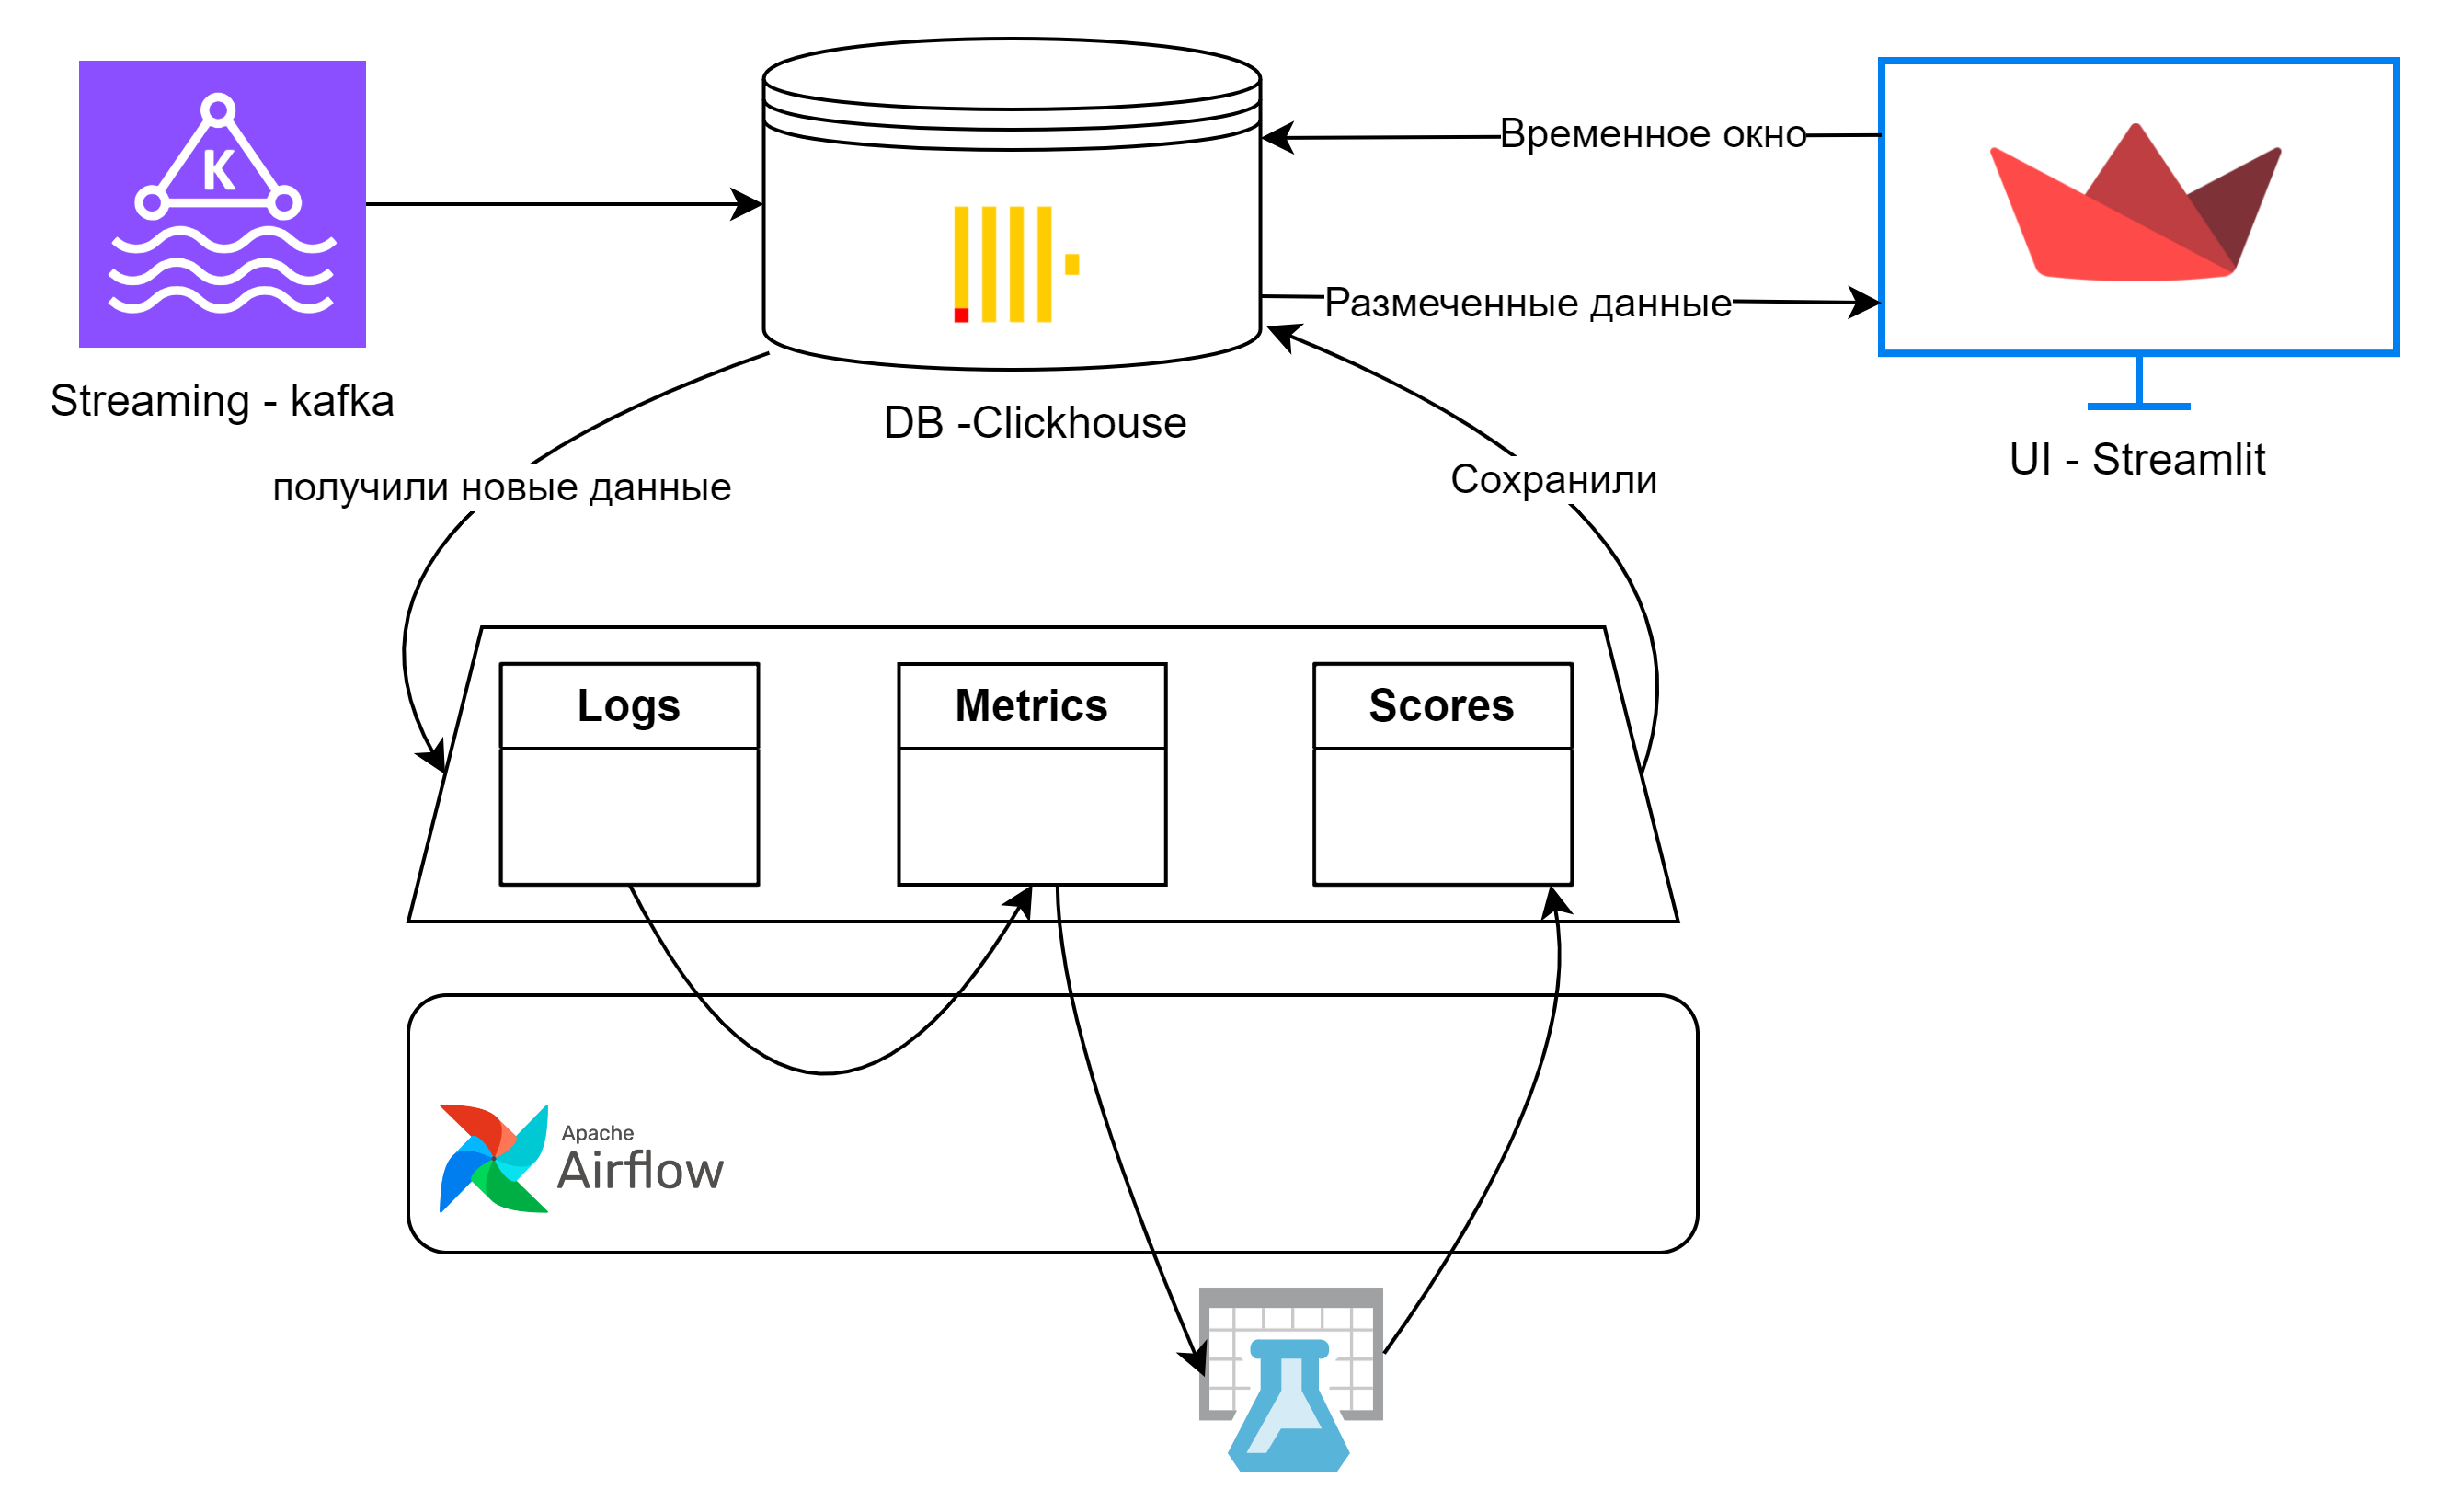 K
Временное окно
Размеченные данные
Streaming - kafka
DB -Clickhouse
UI - Streamlit
получили новые данные
Сохранили
Logs
Metrics
Scores
Apache
Airflow